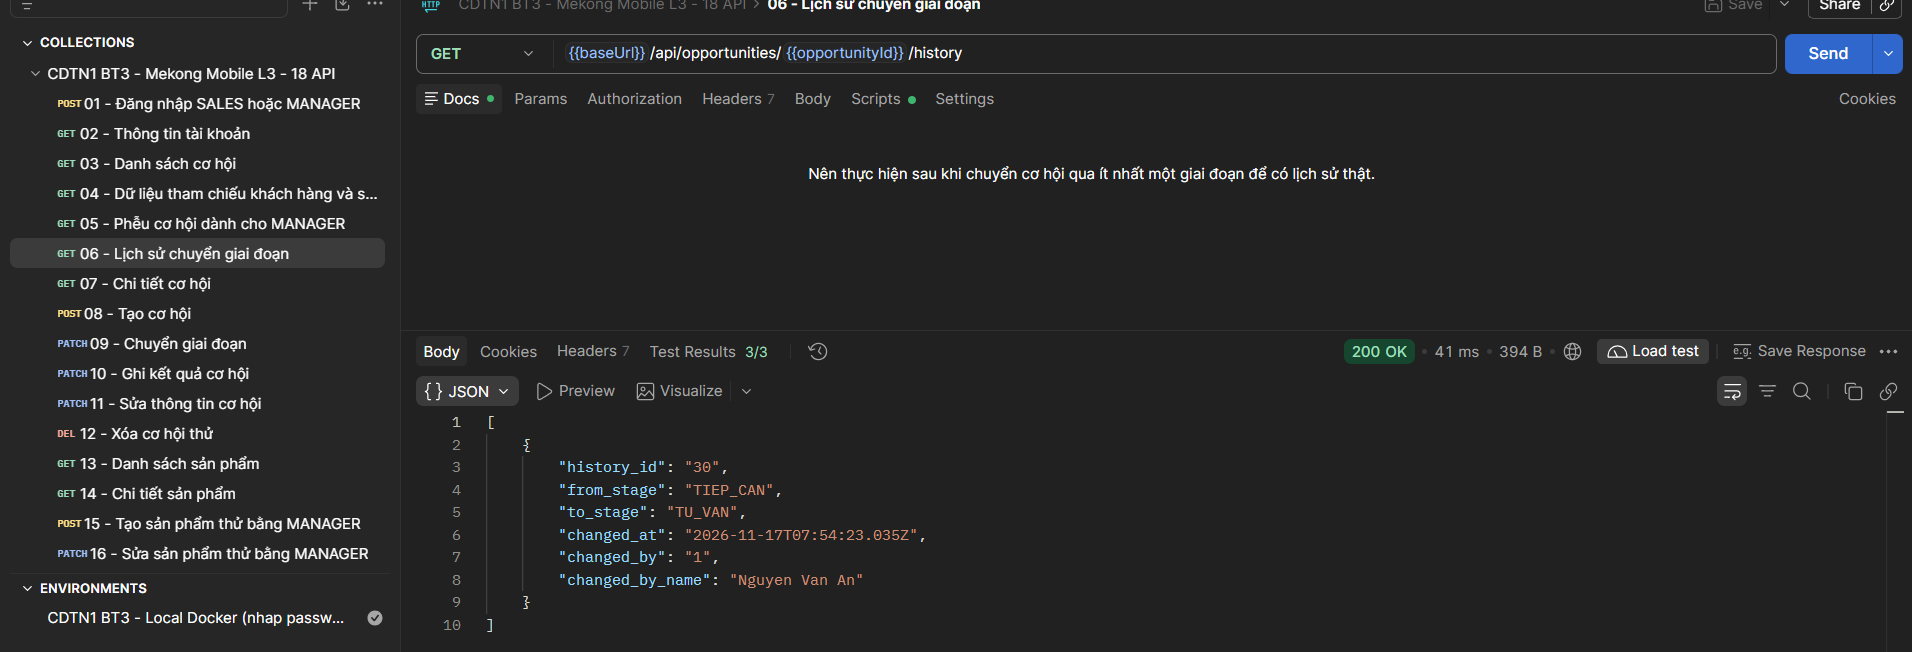 CDTN1 BT3 - Mekong Mobile L3 - 18 API > 06 - Lịch sử chuyển giai đoạn
Save
Share
COLLECTIONS
CDTN1 BT3 - Mekong Mobile L3 - 18 API
POST 01 - Đăng nhập SALES hoặc MANAGER
GET 02 - Thông tin tài khoản
GET 03 - Danh sách cơ hội
GET 04 - Dữ liệu tham chiếu khách hàng và s...
GET 05 - Phễu cơ hội dành cho MANAGER
GET 06 - Lịch sử chuyển giai đoạn
GET 07 - Chi tiết cơ hội
POST 08 - Tạo cơ hội
PATCH 09 - Chuyển giai đoạn
PATCH 10 - Ghi kết quả cơ hội
PATCH 11 - Sửa thông tin cơ hội
DEL 12 - Xóa cơ hội thử
GET 13 - Danh sách sản phẩm
GET 14 - Chi tiết sản phẩm
POST 15 - Tạo sản phẩm thử bằng MANAGER
PATCH 16 - Sửa sản phẩm thử bằng MANAGER
ENVIRONMENTS
CDTN1 BT3 - Local Docker (nhap passw...
HTTP
GET {{baseUrl}} /api/opportunities/ {{opportunityId}} /history
Send
Docs Params Authorization Headers 7 Body Scripts Settings
Cookies
Nên thực hiện sau khi chuyển cơ hội qua ít nhất một giai đoạn để có lịch sử thật.
Body Cookies Headers 7 Test Results 3/3
200 OK • 41 ms • 394 B • Load test e.g. Save Response
{ } JSON Preview Visualize
1 [
2 {
3 "history_id": "30",
4 "from_stage": "TIEP_CAN",
5 "to_stage": "TU_VAN",
6 "changed_at": "2026-11-17T07:54:23.035Z",
7 "changed_by": "1",
8 "changed_by_name": "Nguyen Van An"
9 }
10 ]